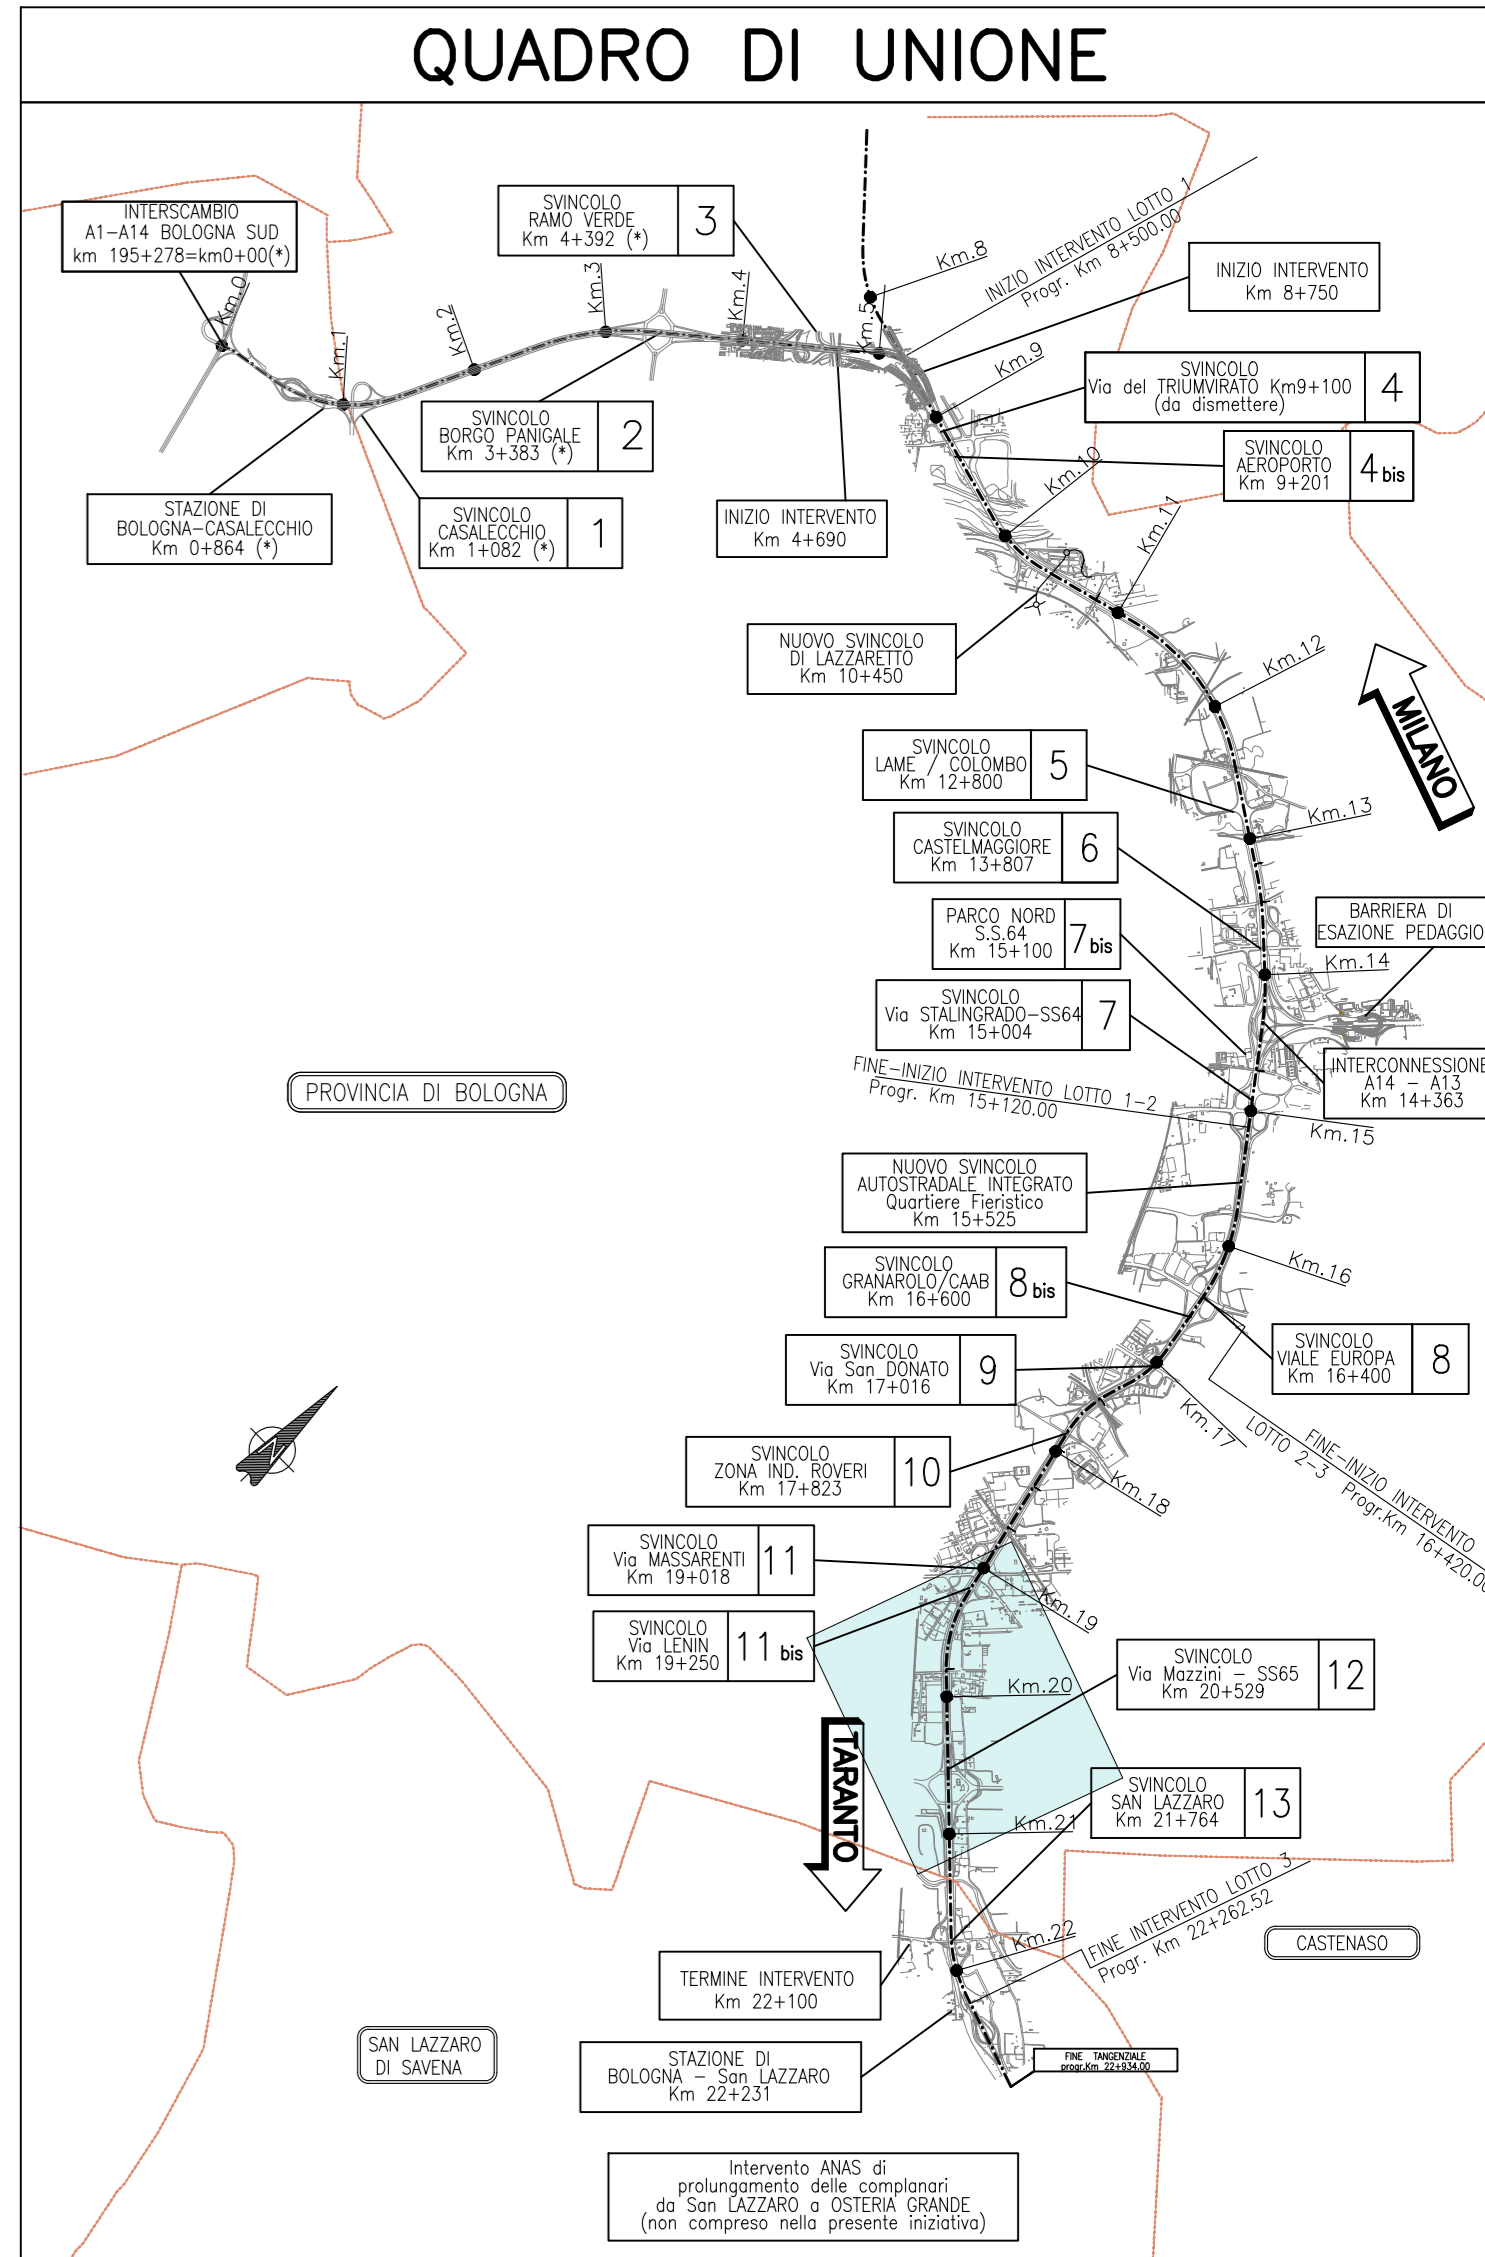 QUADRO DI UNIONE
INTERSCAMBIO
A1-A14 BOLOGNA SUD
km 195+278=km0+00(*)
SVINCOLO
RAMO VERDE
Km 4+392 (*)
3
Km.0
Km.1
Km.2
Km.3
Km.4
Km.5
Km.8
INIZIO INTERVENTO LOTTO 1
Progr. Km 8+500.00
INIZIO INTERVENTO
Km 8+750
Km.9
SVINCOLO
Via del TRIUMVIRATO Km9+100
(da dismettere)
4
SVINCOLO
BORGO PANIGALE
Km 3+383 (*)
2
SVINCOLO
AEROPORTO
Km 9+201
4 bis
STAZIONE DI
BOLOGNA-CASALECCHIO
Km 0+864 (*)
SVINCOLO
CASALECCHIO
Km 1+082 (*)
1
INIZIO INTERVENTO
Km 4+690
Km.10
Km.11
NUOVO SVINCOLO
DI LAZZARETTO
Km 10+450
Km.12
MILANO
SVINCOLO
LAME / COLOMBO
Km 12+800
5
Km.13
SVINCOLO
CASTELMAGGIORE
Km 13+807
6
PARCO NORD
S.S.64
Km 15+100
7 bis
BARRIERA DI
ESAZIONE PEDAGGIO
Km.14
SVINCOLO
Via STALINGRADO-SS64
Km 15+004
7
INTERCONNESSIONE
A14 - A13
Km 14+363
FINE-INIZIO INTERVENTO LOTTO 1-2
Progr. Km 15+120.00
Km.15
PROVINCIA DI BOLOGNA
NUOVO SVINCOLO
AUTOSTRADALE INTEGRATO
Quartiere Fieristico
Km 15+525
Km.16
SVINCOLO
GRANAROLO/CAAB
Km 16+600
8 bis
SVINCOLO
VIALE EUROPA
Km 16+400
8
SVINCOLO
Via San DONATO
Km 17+016
9
Km.17
FINE-INIZIO INTERVENTO
LOTTO 2-3 Progr.Km 16+420.00
N
SVINCOLO
ZONA IND. ROVERI
Km 17+823
10
Km.18
SVINCOLO
Via MASSARENTI
Km 19+018
11
Km.19
SVINCOLO
Via LENIN
Km 19+250
11 bis
SVINCOLO
Via Mazzini - SS65
Km 20+529
12
Km.20
TARANTO
SVINCOLO
SAN LAZZARO
Km 21+764
13
Km.21
FINE INTERVENTO LOTTO 3
Progr. Km 22+262.52
Km.22
CASTENASO
TERMINE INTERVENTO
Km 22+100
SAN LAZZARO
DI SAVENA
STAZIONE DI
BOLOGNA - San LAZZARO
Km 22+231
FINE TANGENZIALE
progr.Km 22+934.00
Intervento ANAS di
prolungamento delle complanari
da San LAZZARO a OSTERIA GRANDE
(non compreso nella presente iniziativa)